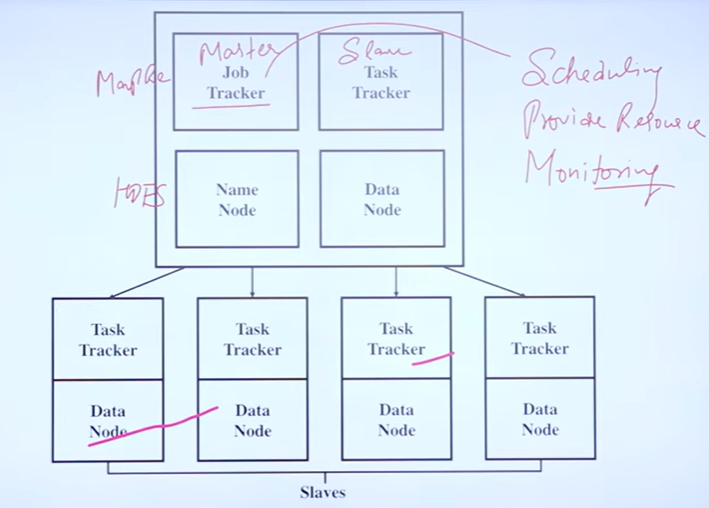 Master
Slave
MapRe
Job
Tracker
Task
Tracker
Scheduling
Provide Resource
Monitoring
HDFS
Name
Node
Data
Node
Task
Tracker
Task
Tracker
Task
Tracker
Task
Tracker
Data
Node
Data
Node
Data
Node
Data
Node
Slaves